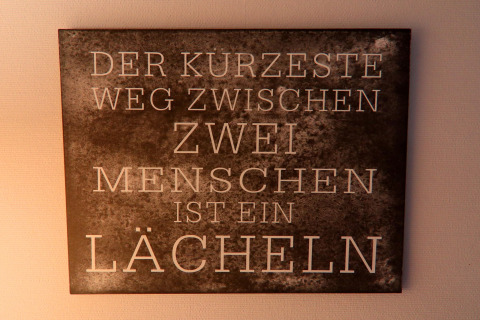 DER KÜRZESTE
WEG ZWISCHEN
ZWEI
MENSCHEN
IST EIN
LÄCHELN